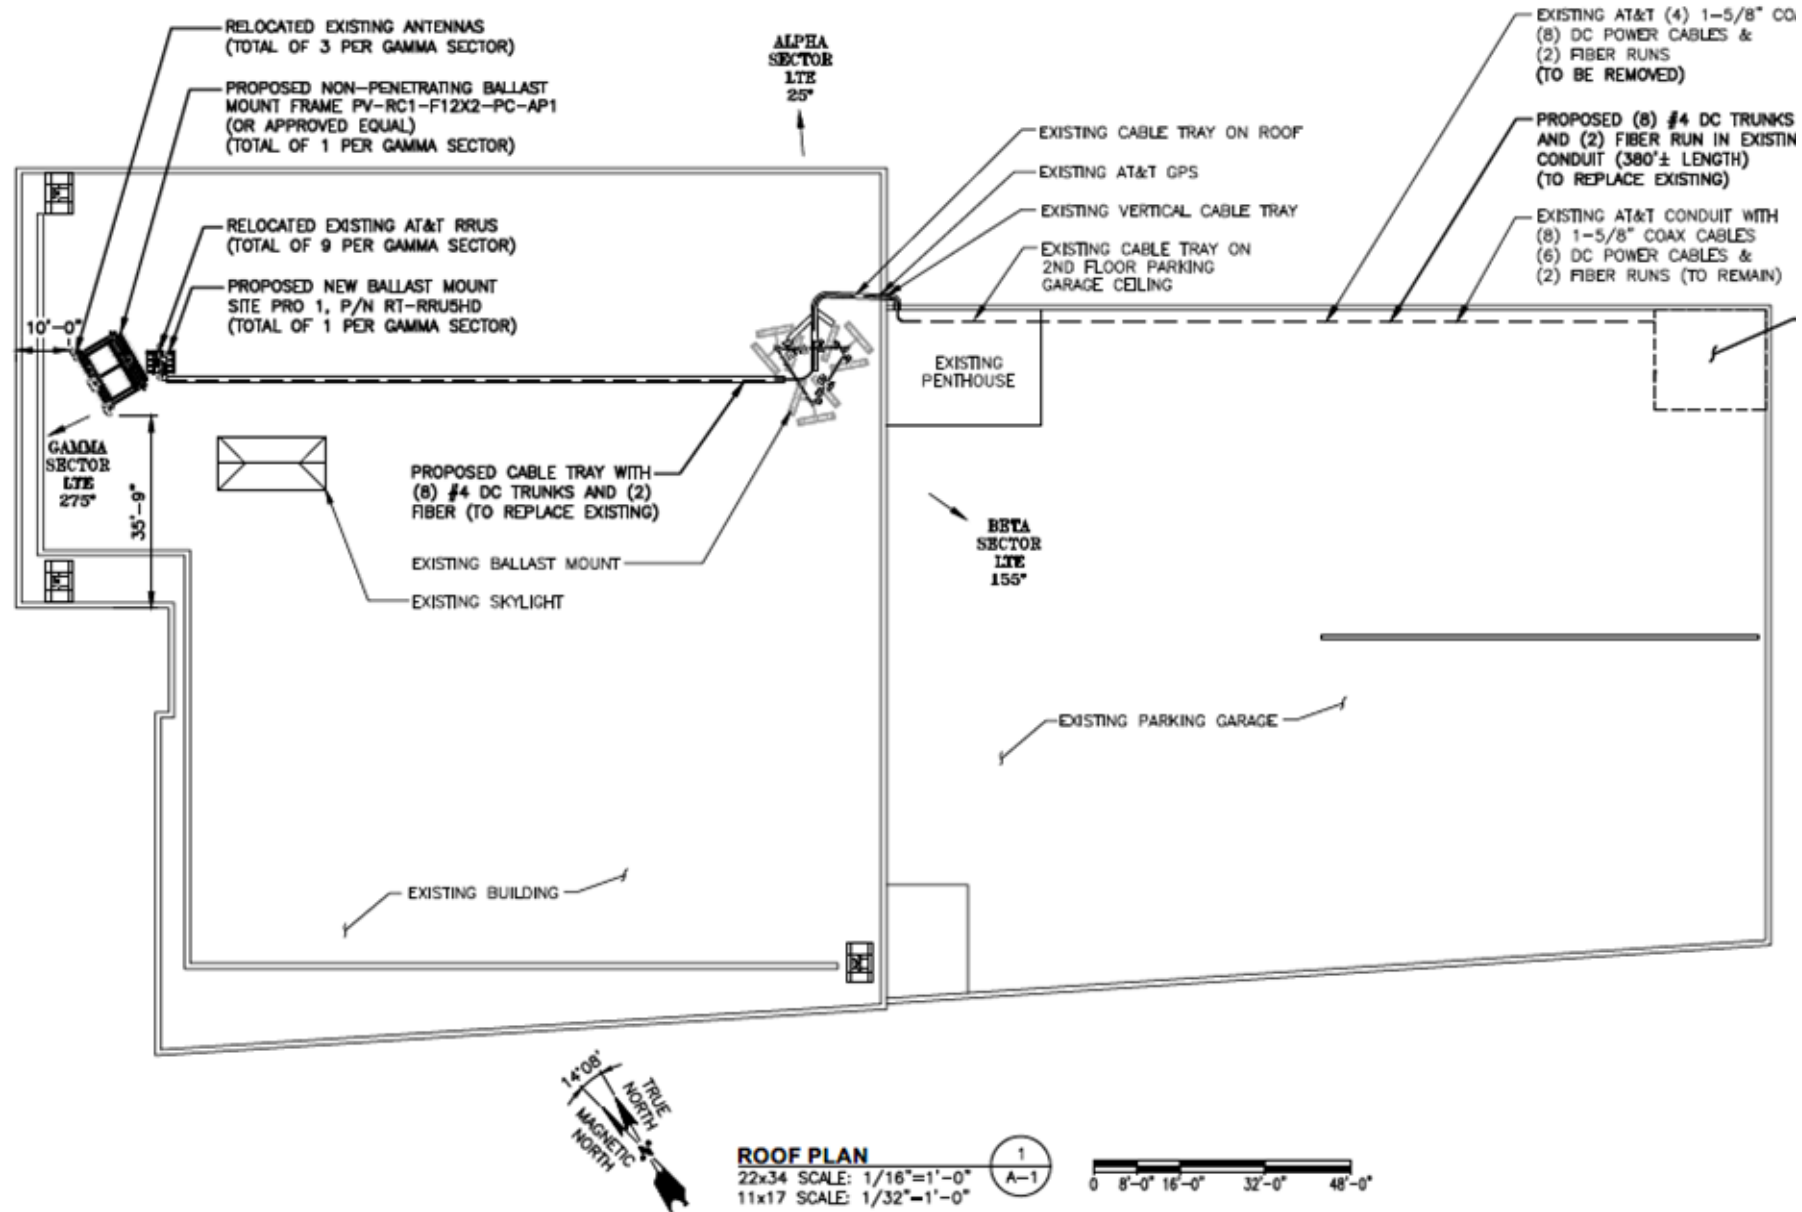 RELOCATED EXISTING ANTENNAS
(TOTAL OF 3 PER GAMMA SECTOR)
PROPOSED NON-PENETRATING BALLAST
MOUNT FRAME PV-RC1-F12X2-PC-AP1
(OR APPROVED EQUAL)
(TOTAL OF 1 PER GAMMA SECTOR)
RELOCATED EXISTING AT&T RRUS
(TOTAL OF 9 PER GAMMA SECTOR)
PROPOSED NEW BALLAST MOUNT
SITE PRO 1, P/N RT-RRU5HD
(TOTAL OF 1 PER GAMMA SECTOR)
10'-0"
GAMMA
SECTOR
LTE
275°
35'-9"
ALPHA
SECTOR
LTE
25°
EXISTING CABLE TRAY ON ROOF
EXISTING AT&T GPS
EXISTING VERTICAL CABLE TRAY
EXISTING CABLE TRAY ON
2ND FLOOR PARKING
GARAGE CEILING
EXISTING AT&T (4) 1-5/8" CO
(8) DC POWER CABLES &
(2) FIBER RUNS
(TO BE REMOVED)
PROPOSED (8) #4 DC TRUNKS
AND (2) FIBER RUN IN EXISTIN
CONDUIT (380'± LENGTH)
(TO REPLACE EXISTING)
EXISTING AT&T CONDUIT WITH
(8) 1-5/8" COAX CABLES
(6) DC POWER CABLES &
(2) FIBER RUNS (TO REMAIN)
EXISTING
PENTHOUSE
PROPOSED CABLE TRAY WITH
(8) #4 DC TRUNKS AND (2)
FIBER (TO REPLACE EXISTING)
EXISTING BALLAST MOUNT
EXISTING SKYLIGHT
BETA
SECTOR
LTE
155°
EXISTING PARKING GARAGE
EXISTING BUILDING
14°08'
TRUE
NORTH
MAGNETIC
NORTH
ROOF PLAN
22x34 SCALE: 1/16"=1'-0"
11x17 SCALE: 1/32"=1'-0"
1
A-1
0 8'-0" 16'-0" 32'-0" 48'-0"